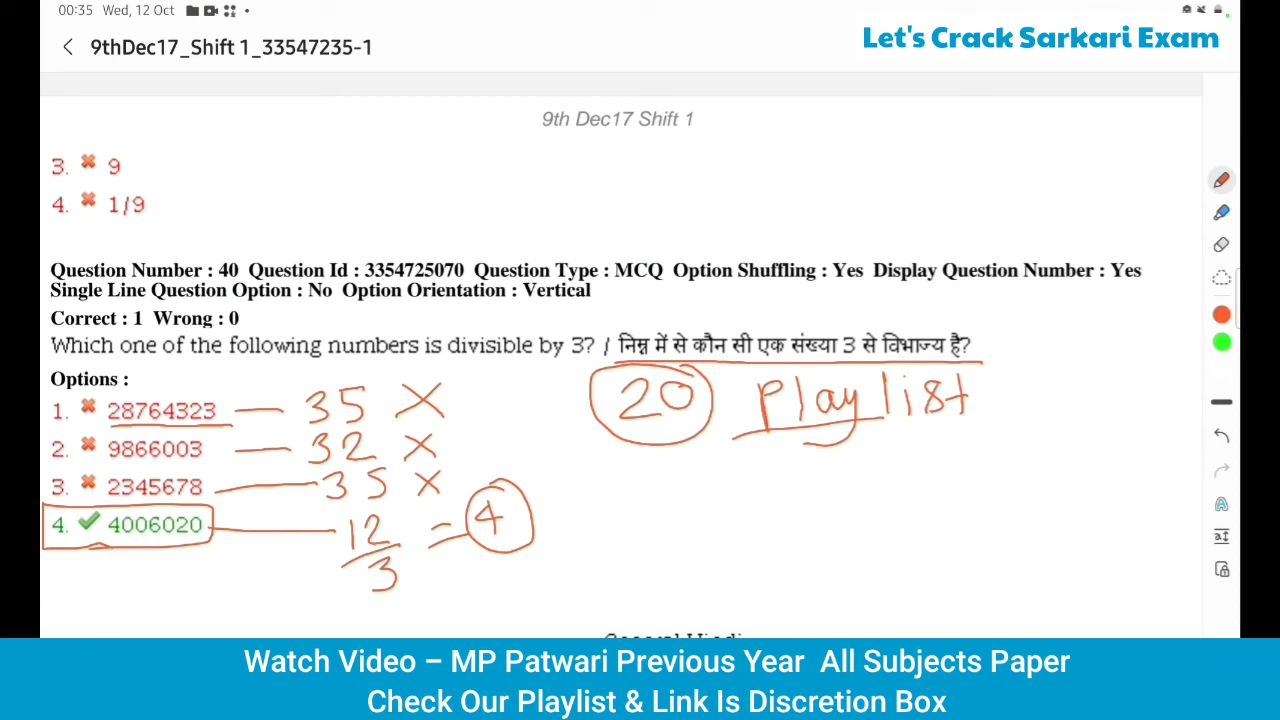 00:35 Wed, 12 Oct
9thDec17_Shift 1_33547235-1
Let's Crack Sarkari Exam
9th Dec17 Shift 1
3. ✖ 9
4. ✖ 1/9
Question Number : 40 Question Id : 3354725070 Question Type : MCQ Option Shuffling : Yes Display Question Number : Yes
Single Line Question Option : No Option Orientation : Vertical
Correct : 1 Wrong : 0
Which one of the following numbers is divisible by 3? / निम्न में से कौन सी एक संख्या 3 से विभाज्य है?
Options :
20 playlist
1. ✖ 28764323 — 35 X
2. ✖ 9866003 — 32 X
3. ✖ 2345678 — 35 X
4. ✔ 4006020 — 12/3 = 4
General Hindi
Watch Video – MP Patwari Previous Year All Subjects Paper
Check Our Playlist & Link Is Discretion Box